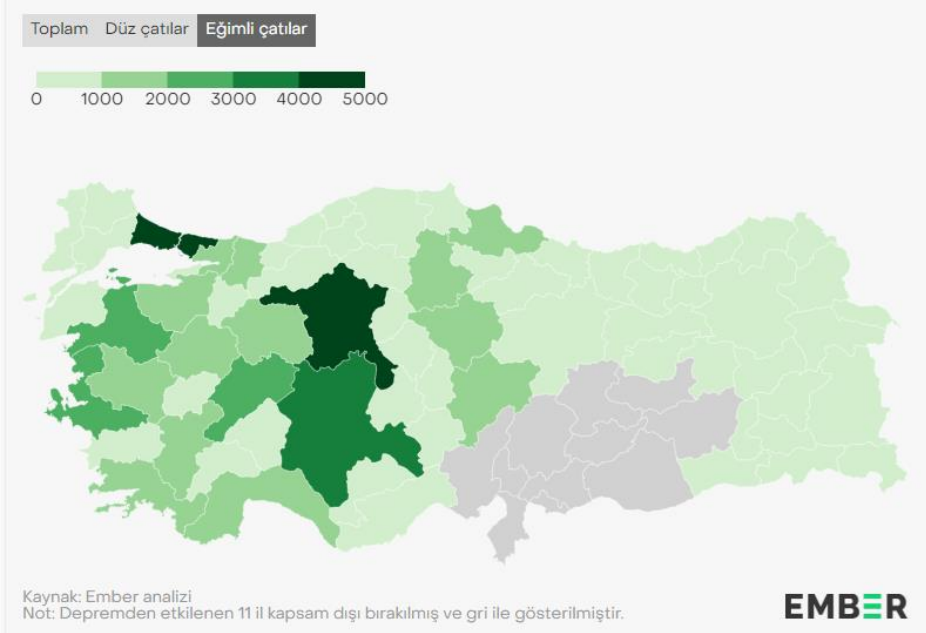 Toplam Düz çatılar Eğimli çatılar
0 1000 2000 3000 4000 5000
Kaynak: Ember analizi
Not: Depremden etkilenen 11 il kapsam dışı bırakılmış ve gri ile gösterilmiştir.
EMBER